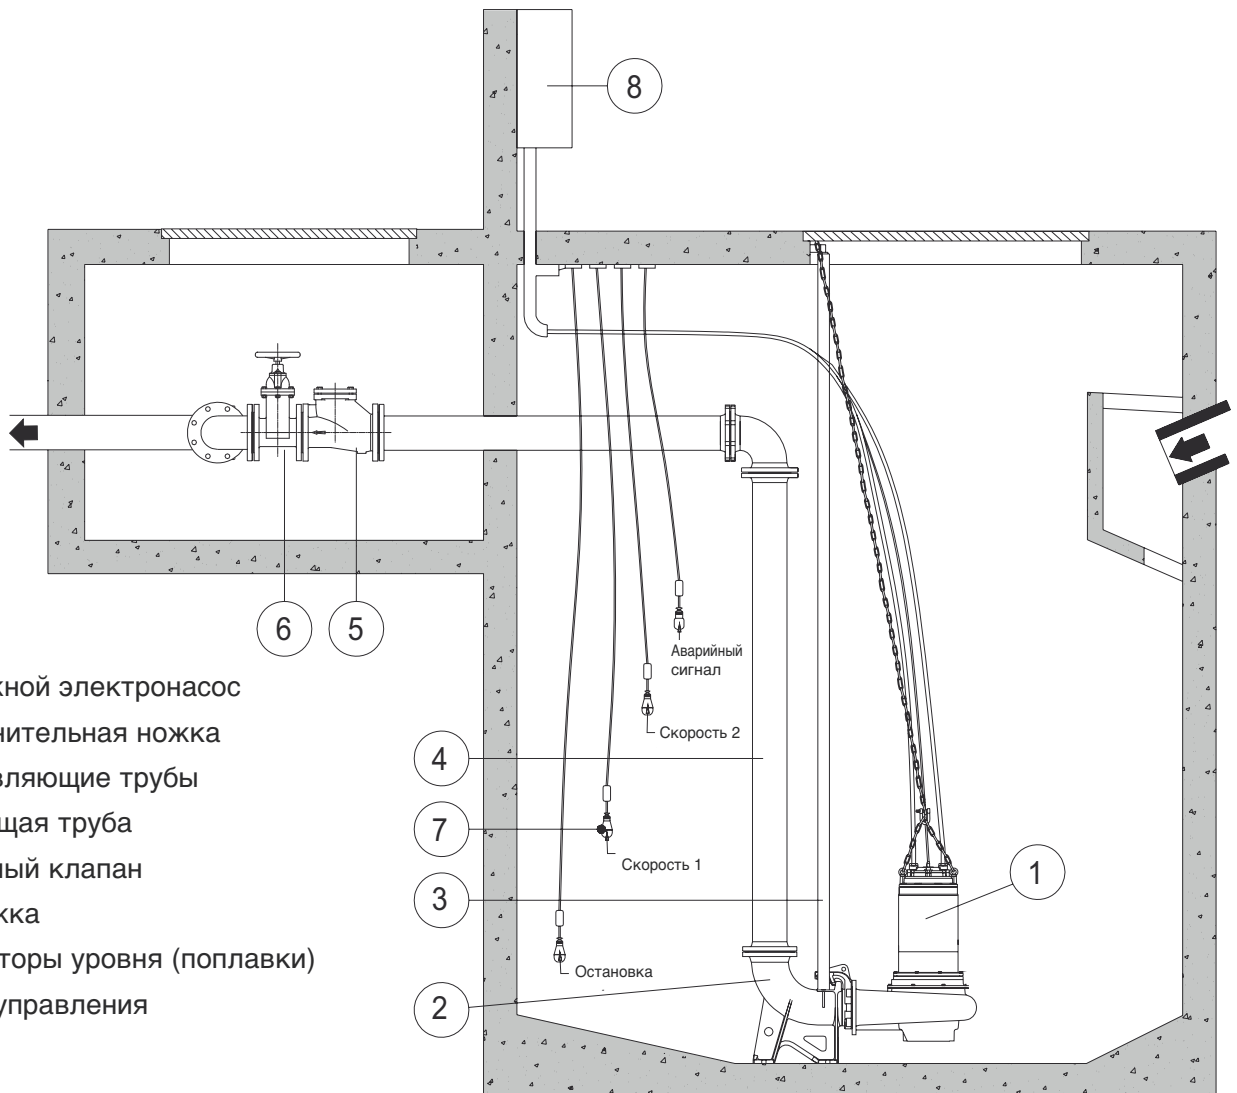 8
6 5
Аварийный
сигнал
жной электронасос
Скорость 2
нительная ножка
4
вляющие трубы
щая труба
7
Скорость 1
ный клапан
1
3
жка
торы уровня (поплавки)
Остановка
управления
2